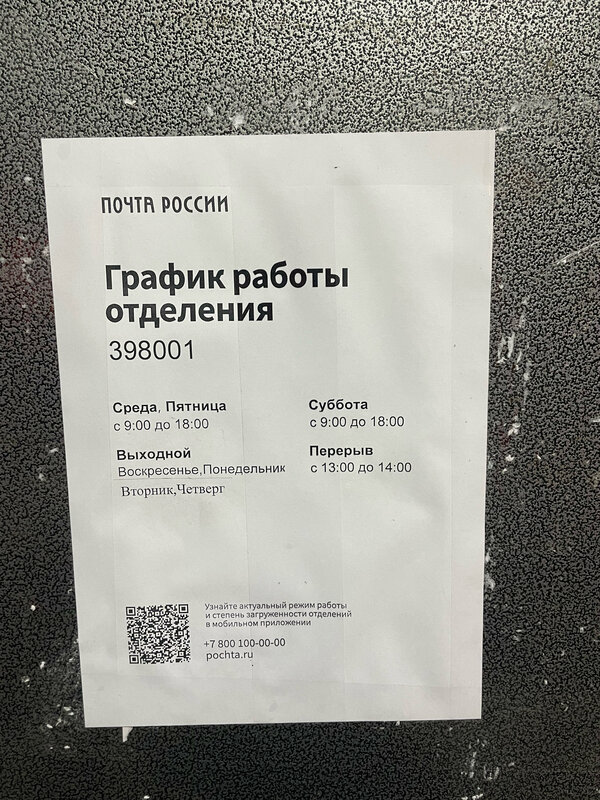 ПОЧТА РОССИИ
График работы
отделения
398001
Среда, Пятница
с 9:00 до 18:00
Суббота
с 9:00 до 18:00
Выходной
Воскресенье,Понедельник
Вторник,Четверг
Перерыв
с 13:00 до 14:00
Узнайте актуальный режим работы
и степень загруженности отделений
в мобильном приложении
+7 800 100-00-00
pochta.ru